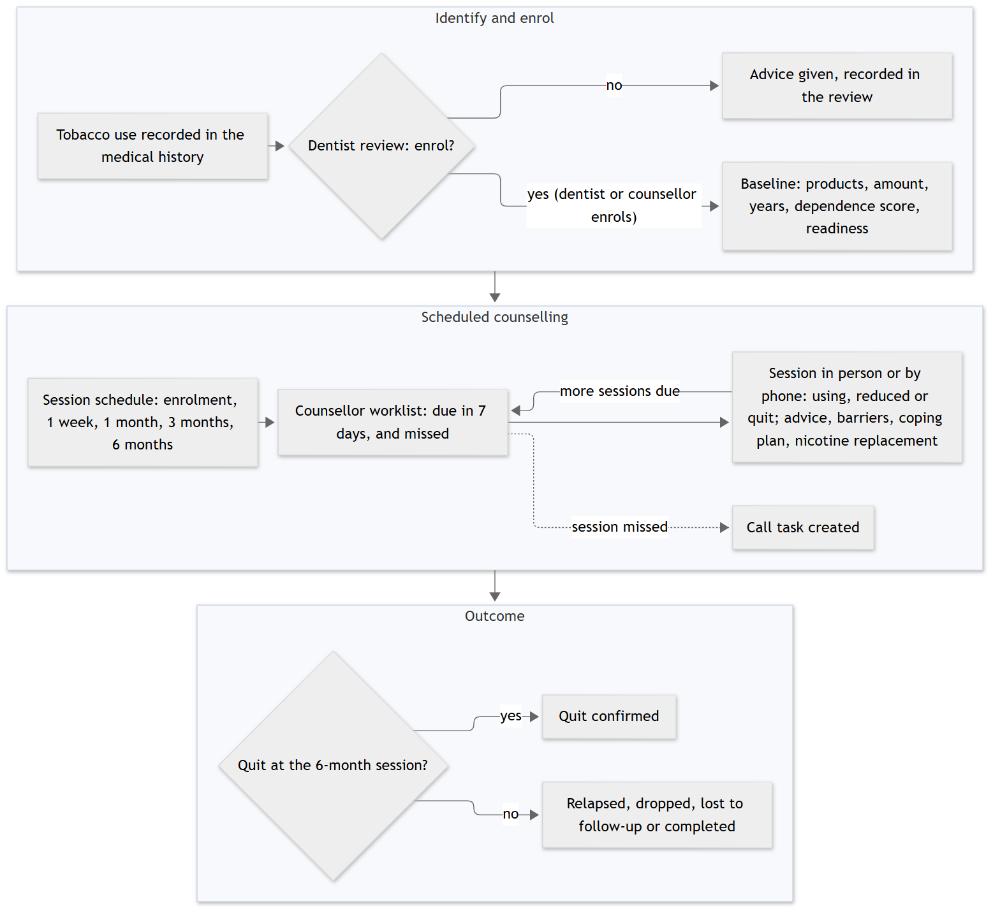 Identify and enrol
Tobacco use recorded in the
medical history
Dentist review: enrol?
no
Advice given, recorded in
the review
yes (dentist or counsellor
enrols)
Baseline: products, amount,
years, dependence score,
readiness
Scheduled counselling
Session schedule: enrolment,
1 week, 1 month, 3 months,
6 months
Counsellor worklist: due in 7
days, and missed
more sessions due
Session in person or by
phone: using, reduced or
quit; advice, barriers, coping
plan, nicotine replacement
session missed
Call task created
Outcome
Quit at the 6-month session?
yes
Quit confirmed
no
Relapsed, dropped, lost to
follow-up or completed